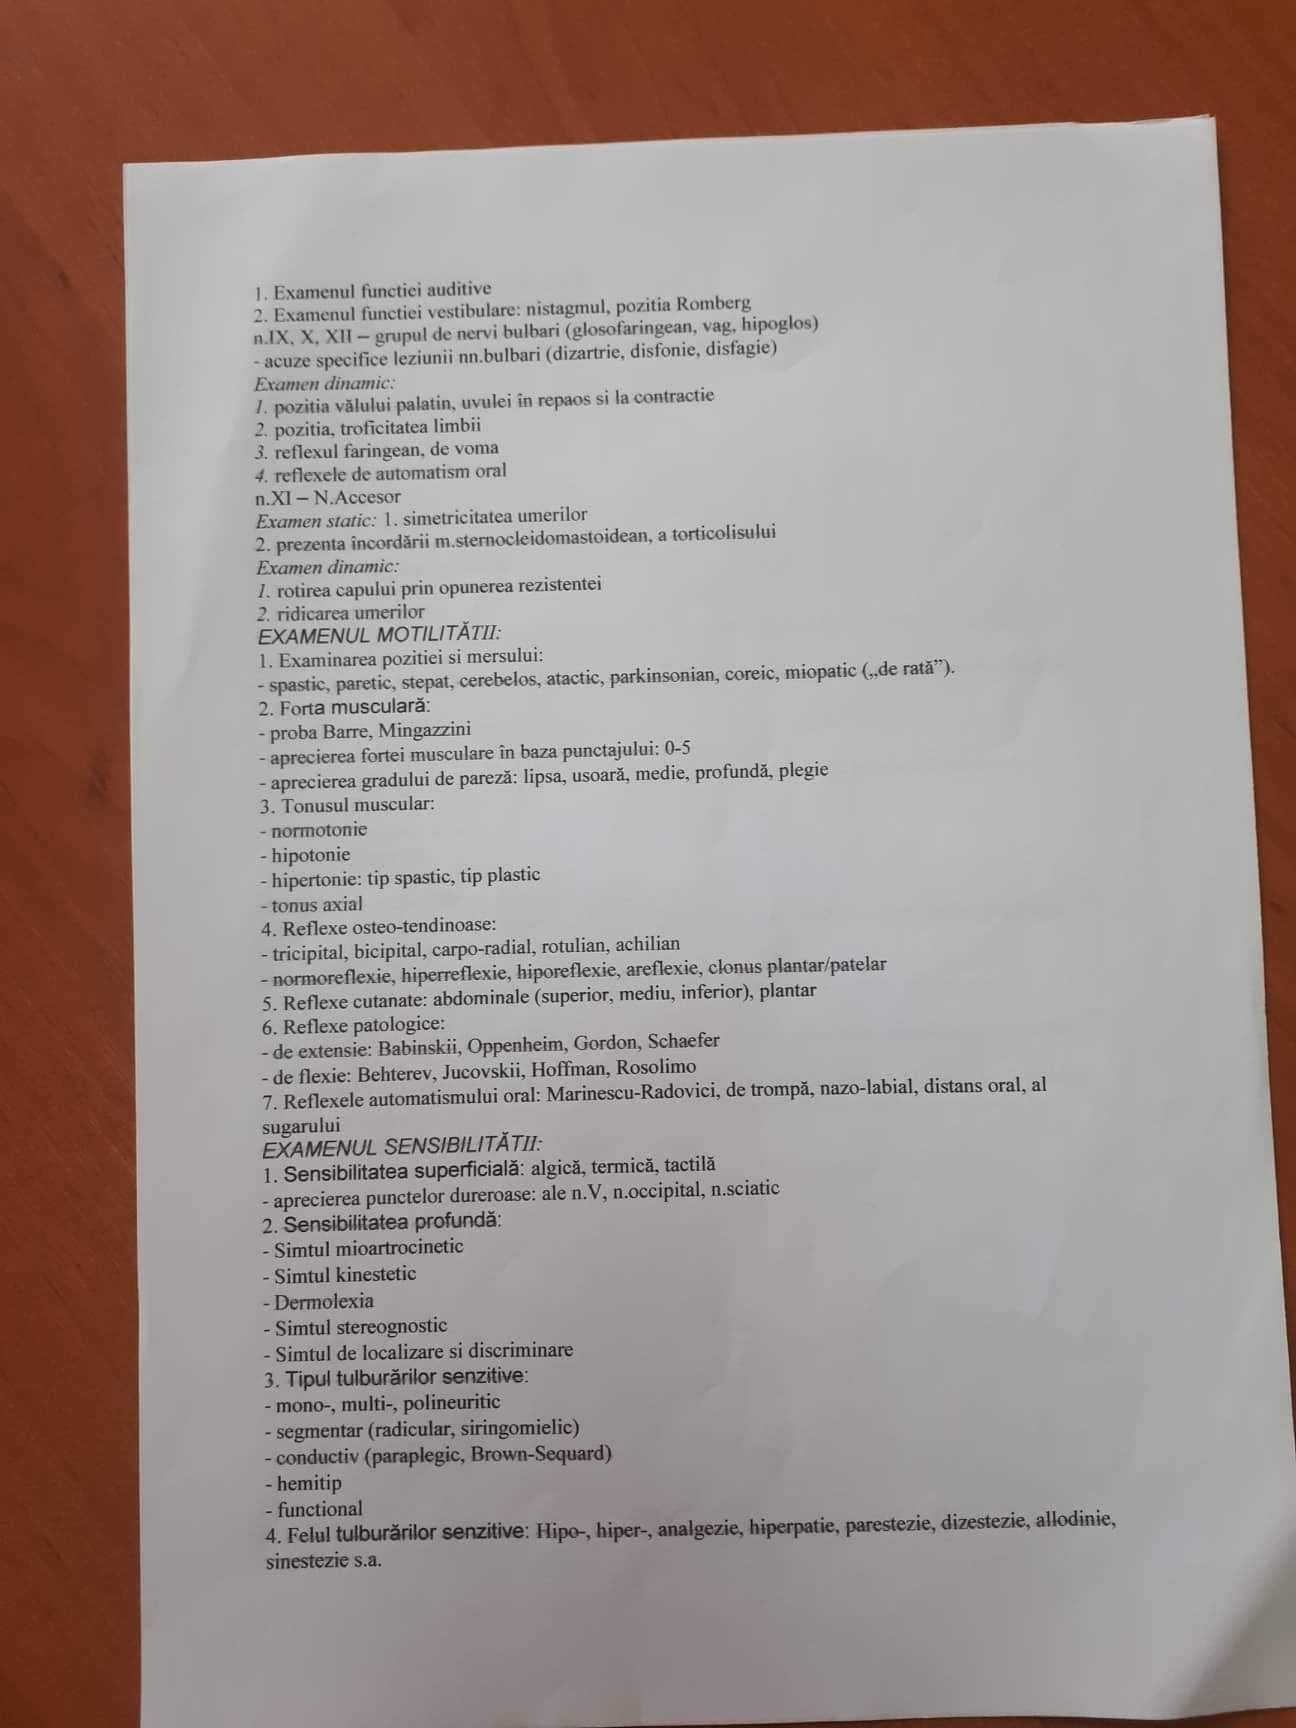 1. Examenul functiei auditive
2. Examenul functiei vestibulare: nistagmul, pozitia Romberg
n.IX, X, XII – grupul de nervi bulbari (glosofaringean, vag, hipoglos)
- acuze specifice leziunii nn.bulbari (dizartrie, disfonie, disfagie)
Examen dinamic:
1. pozitia vălului palatin, uvulei în repaos si la contractie
2. pozitia, troficitatea limbii
3. reflexul faringean, de voma
4. reflexele de automatism oral
n.XI – N.Accesor
Examen static: 1. simetricitatea umerilor
2. prezenta încordării m.sternocleidomastoidean, a torticolisului
Examen dinamic:
1. rotirea capului prin opunerea rezistentei
2. ridicarea umerilor
EXAMENUL MOTILITĂTII:
1. Examinarea pozitiei si mersului:
- spastic, paretic, stepat, cerebelos, atactic, parkinsonian, coreic, miopatic („de rată”).
2. Forta musculară:
- proba Barre, Mingazzini
- aprecierea fortei musculare în baza punctajului: 0-5
- aprecierea gradului de pareză: lipsa, usoară, medie, profundă, plegie
3. Tonusul muscular:
- normotonie
- hipotonie
- hipertonie: tip spastic, tip plastic
- tonus axial
4. Reflexe osteo-tendinoase:
- tricipital, bicipital, carpo-radial, rotulian, achilian
- normoreflexie, hiperreflexie, hiporeflexie, areflexie, clonus plantar/patelar
5. Reflexe cutanate: abdominale (superior, mediu, inferior), plantar
6. Reflexe patologice:
- de extensie: Babinskii, Oppenheim, Gordon, Schaefer
- de flexie: Behterev, Jucovskii, Hoffman, Rosolimo
7. Reflexele automatismului oral: Marinescu-Radovici, de trompă, nazo-labial, distans oral, al
sugarului
EXAMENUL SENSIBILITĂTII:
1. Sensibilitatea superficială: algică, termică, tactilă
- aprecierea punctelor dureroase: ale n.V, n.occipital, n.sciatic
2. Sensibilitatea profundă:
- Simtul mioartrocinetic
- Simtul kinestetic
- Dermolexia
- Simtul stereognostic
- Simtul de localizare si discriminare
3. Tipul tulburărilor senzitive:
- mono-, multi-, polineuritic
- segmentar (radicular, siringomielic)
- conductiv (paraplegic, Brown-Sequard)
- hemitip
- functional
4. Felul tulburărilor senzitive: Hipo-, hiper-, analgezie, hiperpatie, parestezie, dizestezie, allodinie,
sinestezie s.a.